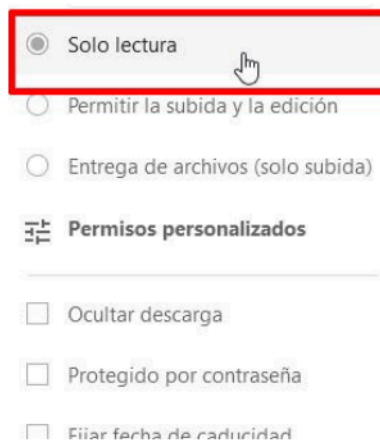 Solo lectura
Permitir la subida y la edición
Entrega de archivos (solo subida)
Permisos personalizados
Ocultar descarga
Protegido por contraseña
Fijar fecha de caducidad